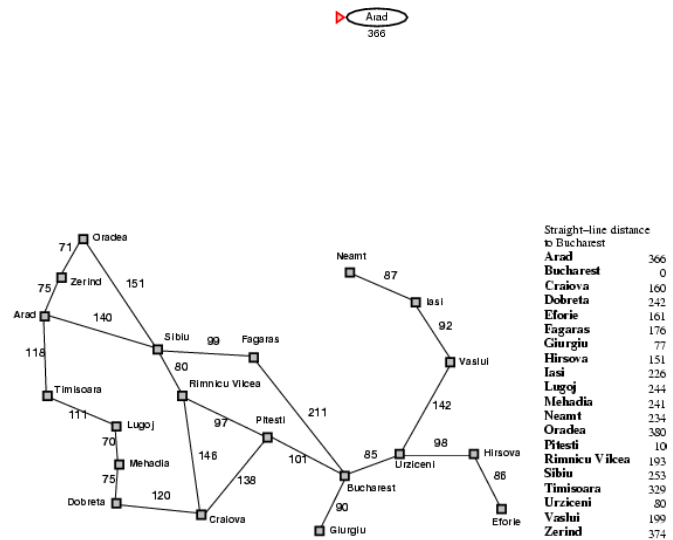 Arad
366
Oradea
71
Zerind
75
151
Arad
140
118
Sibiu
99
Fagaras
80
Rimnicu Vilcea
Timisoara
111
Lugoj
70
Mehadia
75
Dobreta
120
Craiova
146
97
Pitesti
138
101
211
Bucharest
90
Giurgiu
85
Urziceni
98
Hirsova
86
Eforie
142
Vaslui
92
Iasi
87
Neamt
Straight–line distance
to Bucharest
Arad 366
Bucharest 0
Craiova 160
Dobreta 242
Eforie 161
Fagaras 176
Giurgiu 77
Hirsova 151
Iasi 226
Lugoj 244
Mehadia 241
Neamt 234
Oradea 380
Pitesti 10
Rimnicu Vilcea 193
Sibiu 253
Timisoara 329
Urziceni 80
Vaslui 199
Zerind 374